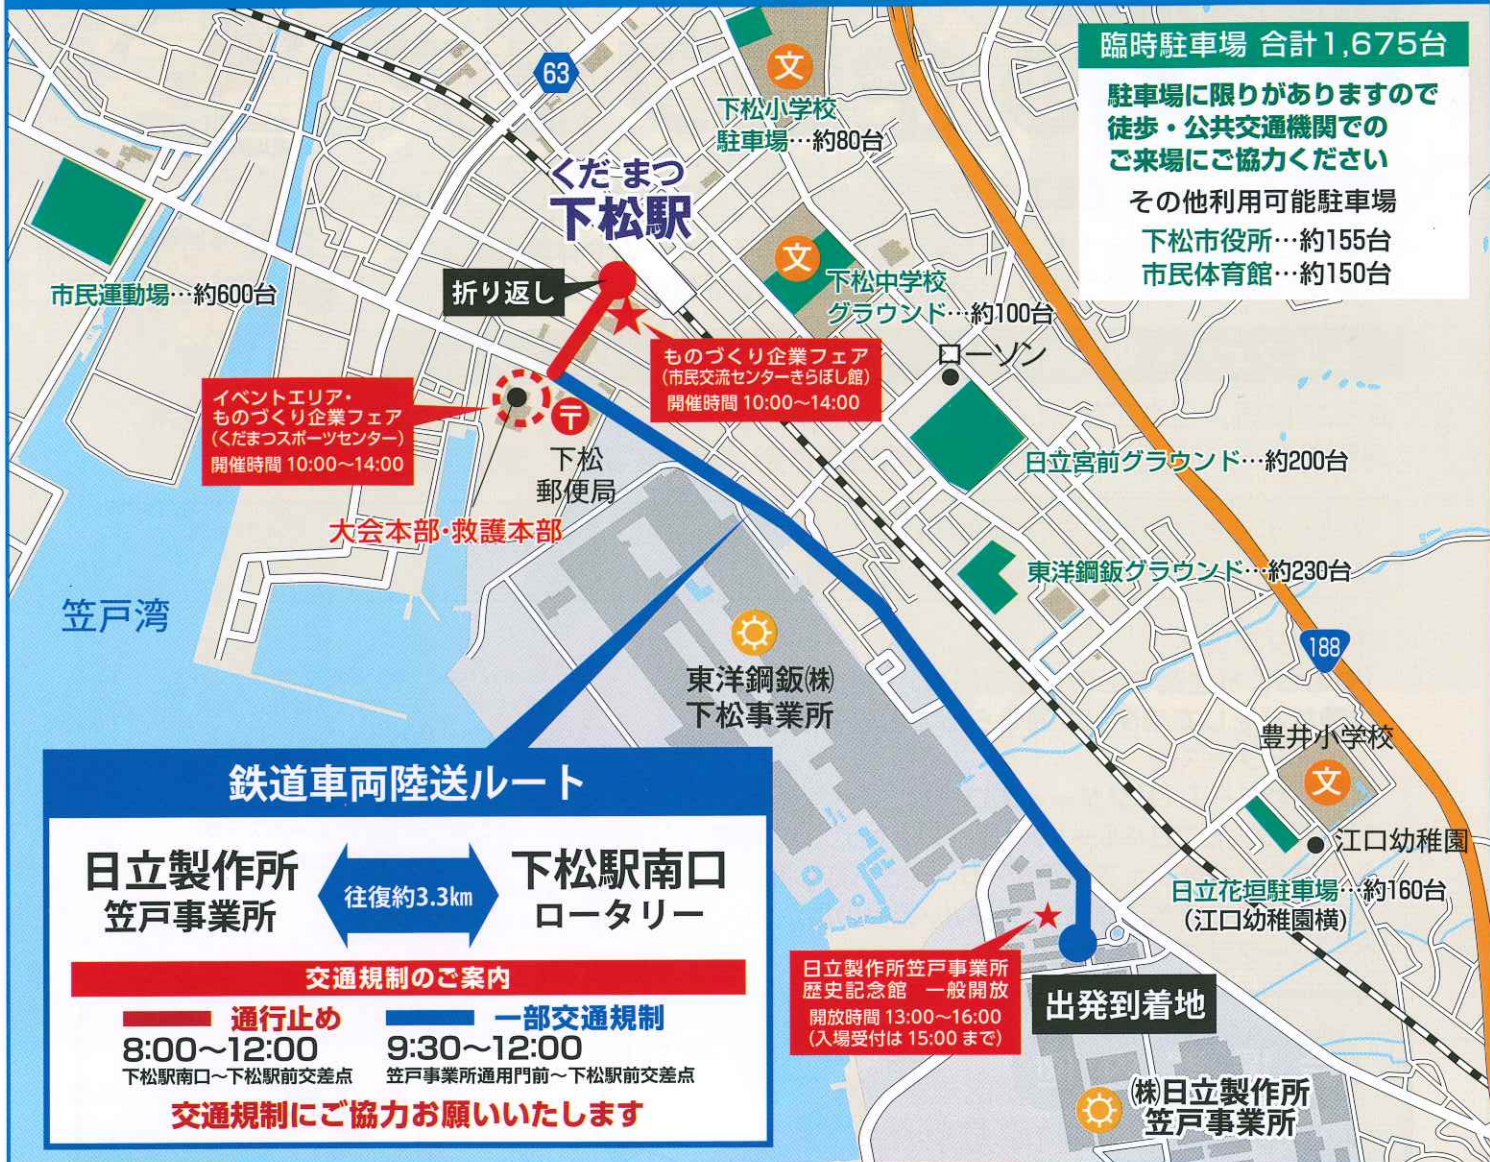 臨時駐車場 合計1,675台
駐車場に限りがありますので
徒歩・公共交通機関での
ご来場にご協力ください
その他利用可能駐車場
下松市役所…約155台
市民体育館…約150台
63
文
下松小学校
駐車場…約80台
くだまつ
下松駅
折り返し
市民運動場…約600台
文
下松中学校
グラウンド…約100台
ローソン
ものづくり企業フェア
(市民交流センターきらぼし館)
開催時間 10:00～14:00
イベントエリア・
ものづくり企業フェア
(くだまつスポーツセンター)
開催時間 10:00～14:00
〒
下松
郵便局
大会本部・救護本部
日立宮前グラウンド…約200台
東洋鋼鈑グラウンド…約230台
笠戸湾
188
東洋鋼鈑㈱
下松事業所
豊井小学校
文
江口幼稚園
日立花垣駐車場…約160台
(江口幼稚園横)
鉄道車両陸送ルート
日立製作所
笠戸事業所
往復約3.3km
下松駅南口
ロータリー
交通規制のご案内
通行止め
8:00～12:00
下松駅南口～下松駅前交差点
一部交通規制
9:30～12:00
笠戸事業所通用門前～下松駅前交差点
交通規制にご協力お願いいたします
日立製作所笠戸事業所
歴史記念館 一般開放
開放時間 13:00～16:00
(入場受付は 15:00 まで)
出発到着地
㈱日立製作所
笠戸事業所